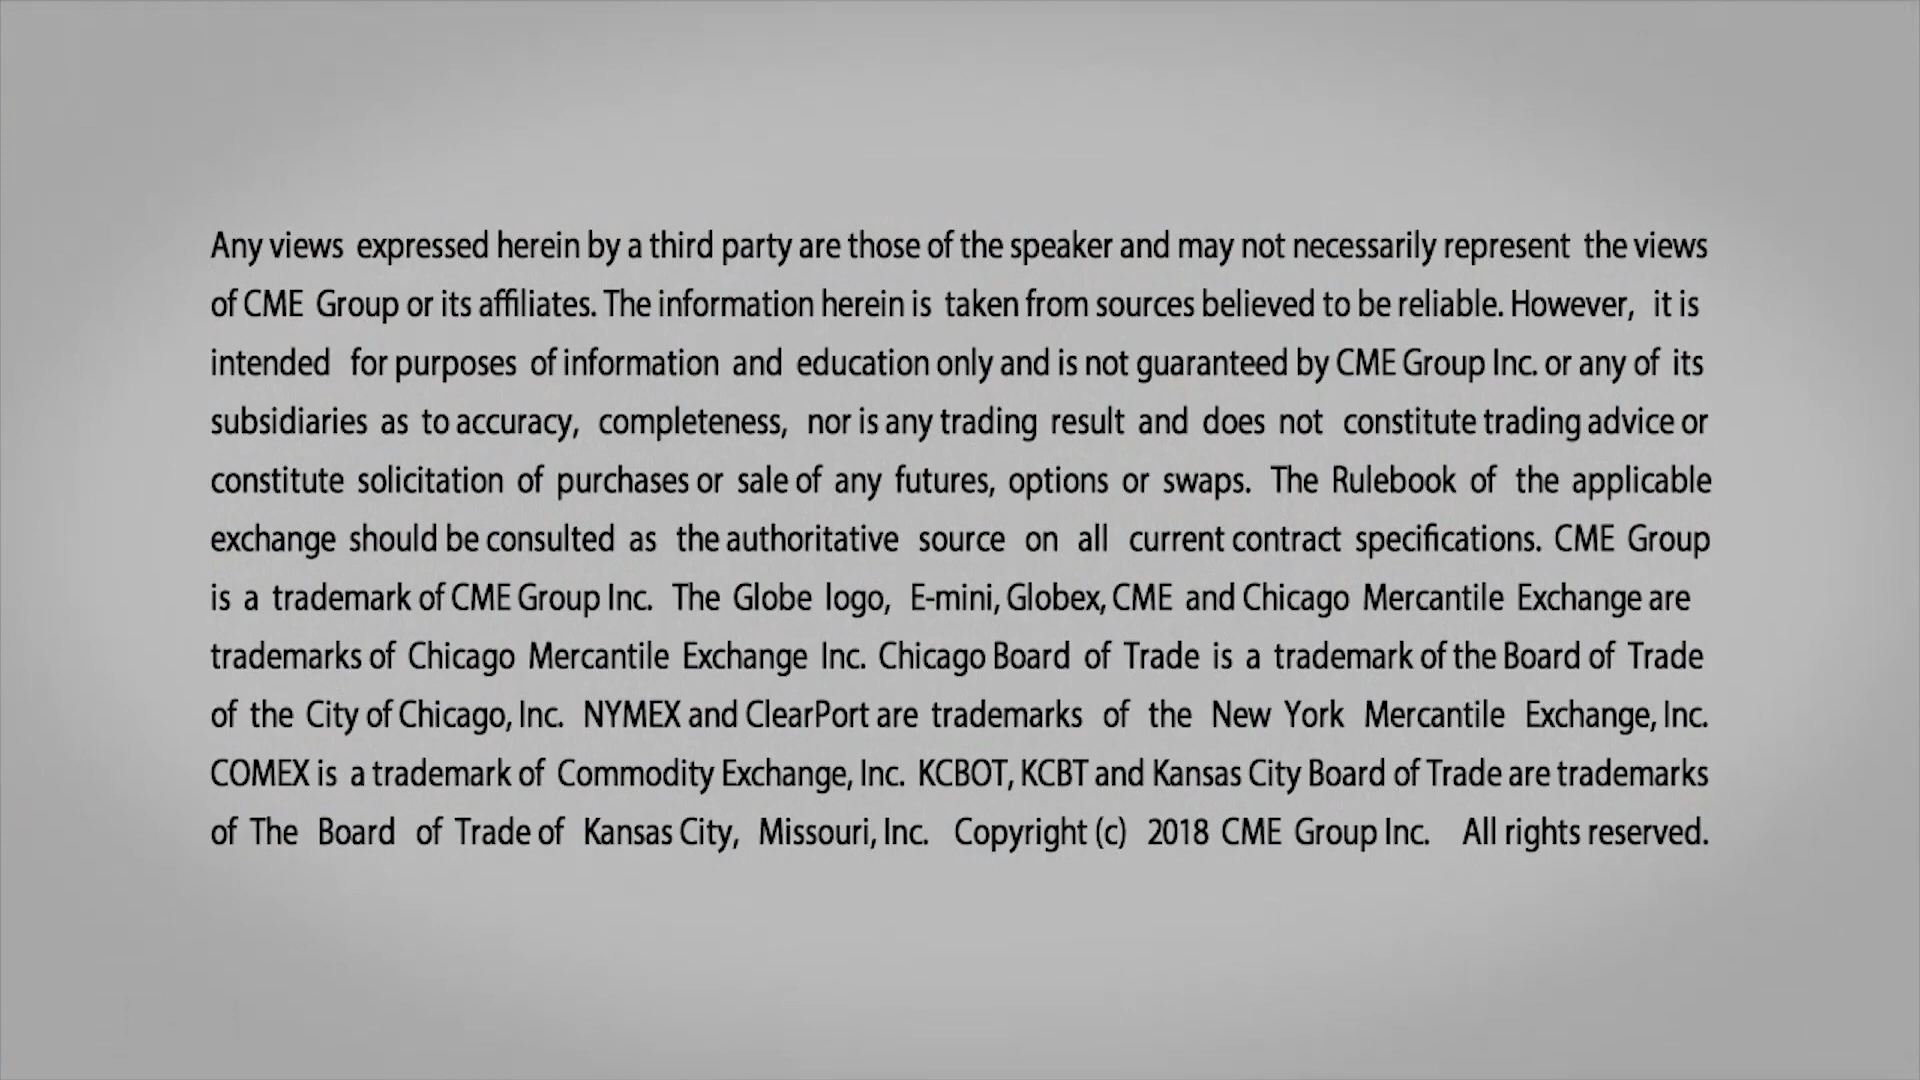 Any views expressed herein by a third party are those of the speaker and may not necessarily represent the views
of CME Group or its affiliates. The information herein is taken from sources believed to be reliable. However, it is
intended for purposes of information and education only and is not guaranteed by CME Group Inc. or any of its
subsidiaries as to accuracy, completeness, nor is any trading result and does not constitute trading advice or
constitute solicitation of purchases or sale of any futures, options or swaps. The Rulebook of the applicable
exchange should be consulted as the authoritative source on all current contract specifications. CME Group
is a trademark of CME Group Inc. The Globe logo, E-mini, Globex, CME and Chicago Mercantile Exchange are
trademarks of Chicago Mercantile Exchange Inc. Chicago Board of Trade is a trademark of the Board of Trade
of the City of Chicago, Inc. NYMEX and ClearPort are trademarks of the New York Mercantile Exchange, Inc.
COMEX is a trademark of Commodity Exchange, Inc. KCBOT, KCBT and Kansas City Board of Trade are trademarks
of The Board of Trade of Kansas City, Missouri, Inc. Copyright (c) 2018 CME Group Inc. All rights reserved.